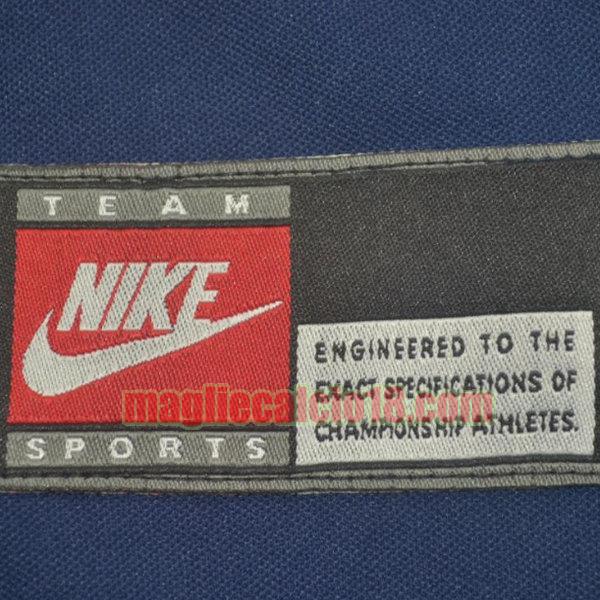 TEAM
NIKE
SPORTS
ENGINEERED TO THE
EXACT SPECIFICATIONS OF
CHAMPIONSHIP ATHLETES.
magliecalcio18.com